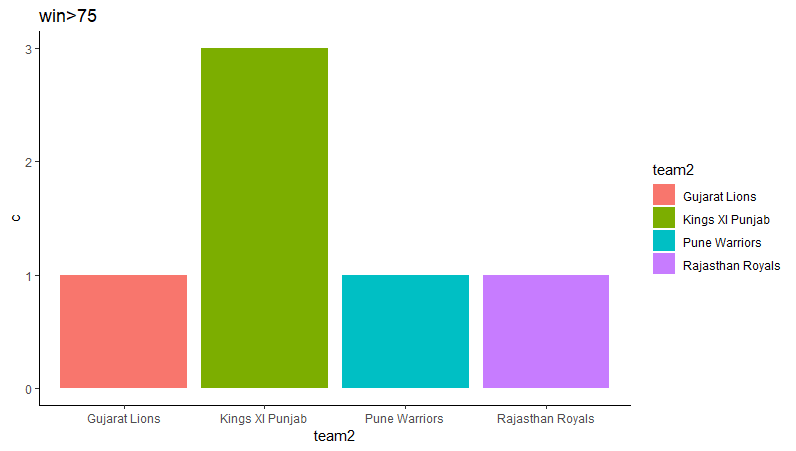 win>75
3
2
1
0
c
Gujarat Lions
Kings XI Punjab
Pune Warriors
Rajasthan Royals
team2
team2
Gujarat Lions
Kings XI Punjab
Pune Warriors
Rajasthan Royals